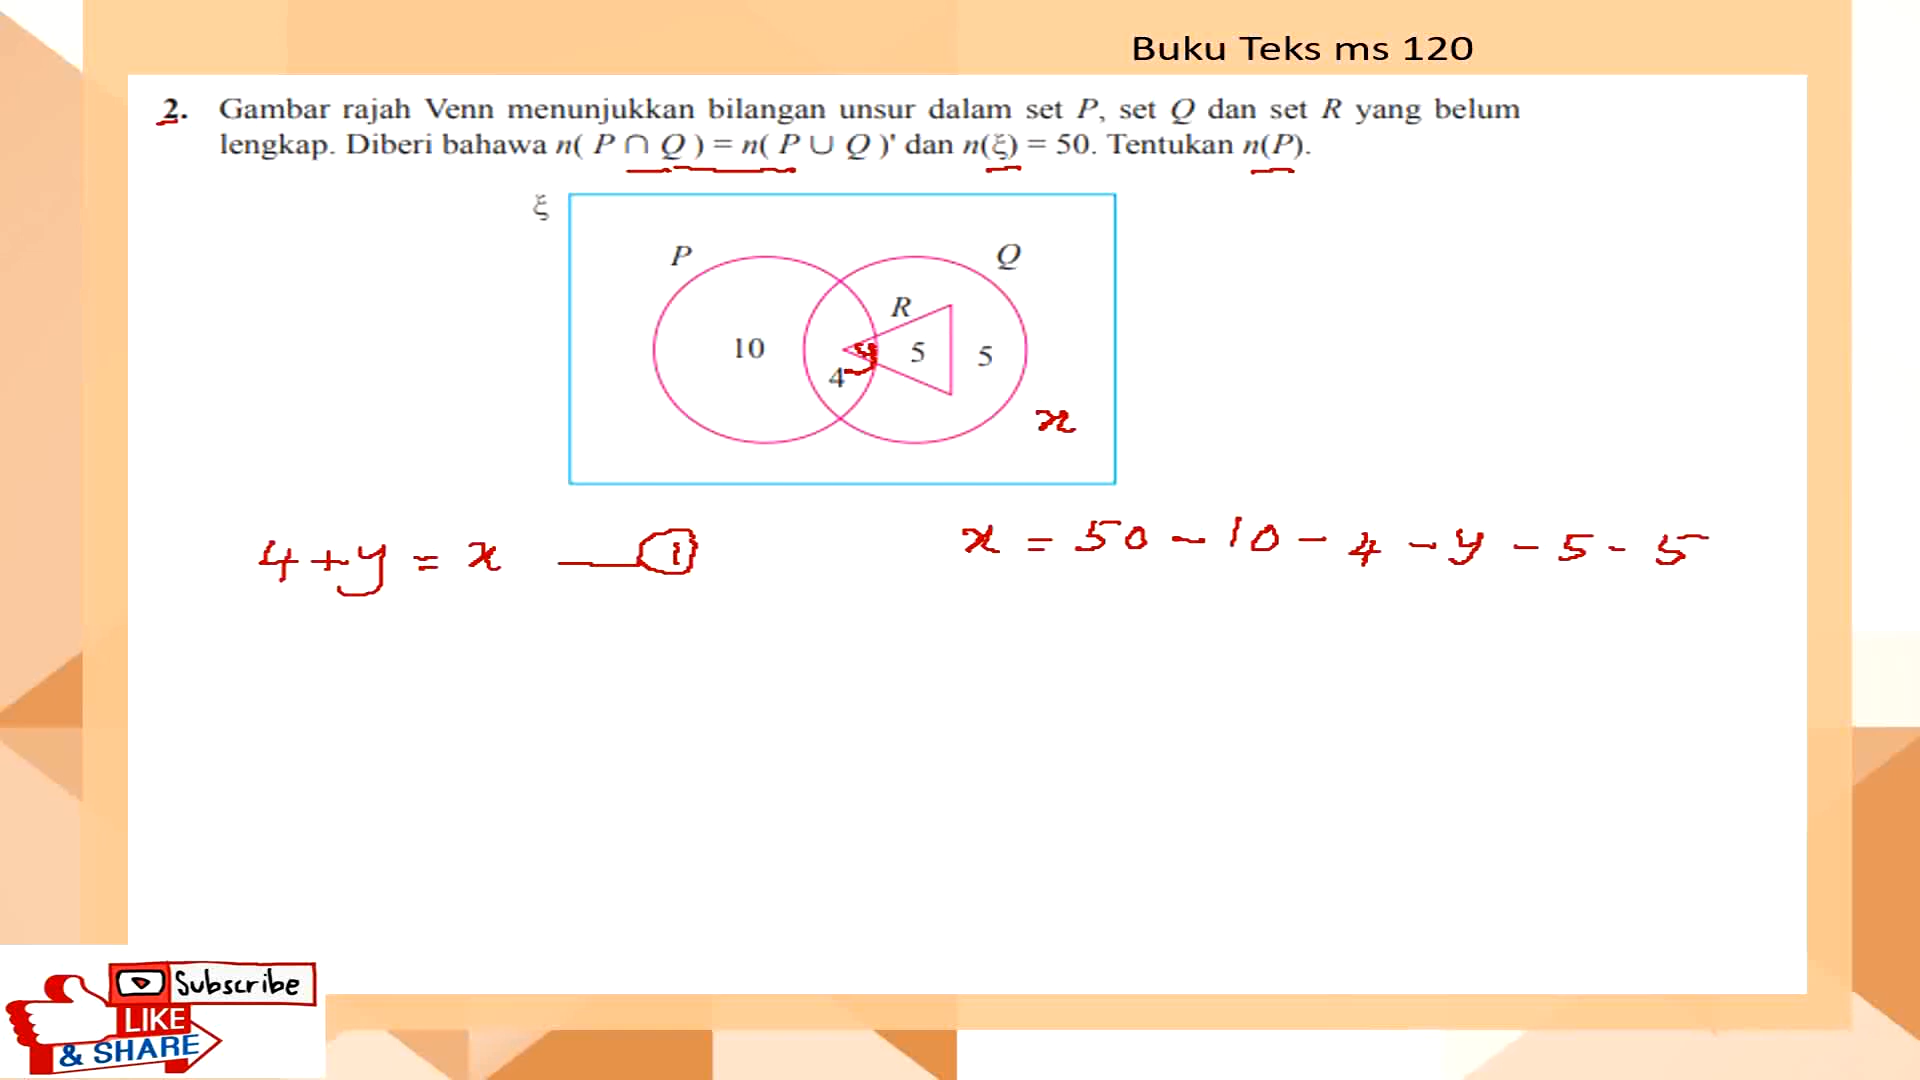 Buku Teks ms 120
2. Gambar rajah Venn menunjukkan bilangan unsur dalam set P, set Q dan set R yang belum
lengkap. Diberi bahawa n( P ∩ Q ) = n( P ∪ Q )' dan n(ξ) = 50. Tentukan n(P).
ξ
P
Q
R
10
4
y
5
5
x
4 + y = x —— ①
x = 50 - 10 - 4 - y - 5 - 5
Subscribe
LIKE
& SHARE